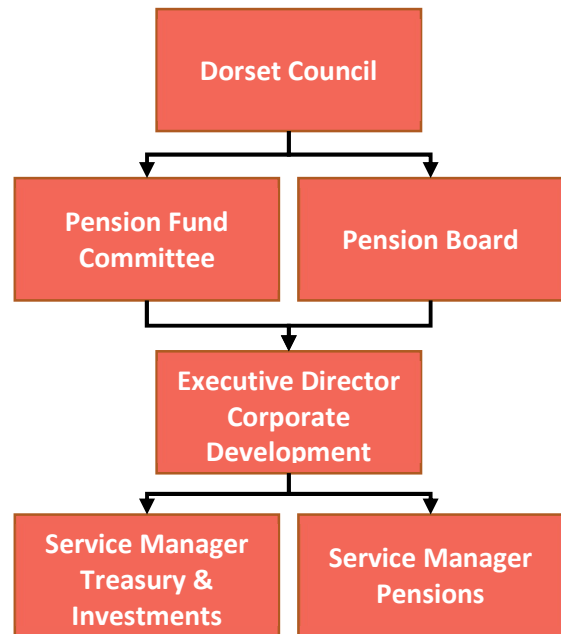 Dorset Council
Pension Fund
Committee
Pension Board
Executive Director
Corporate
Development
Service Manager
Treasury &
Investments
Service Manager
Pensions